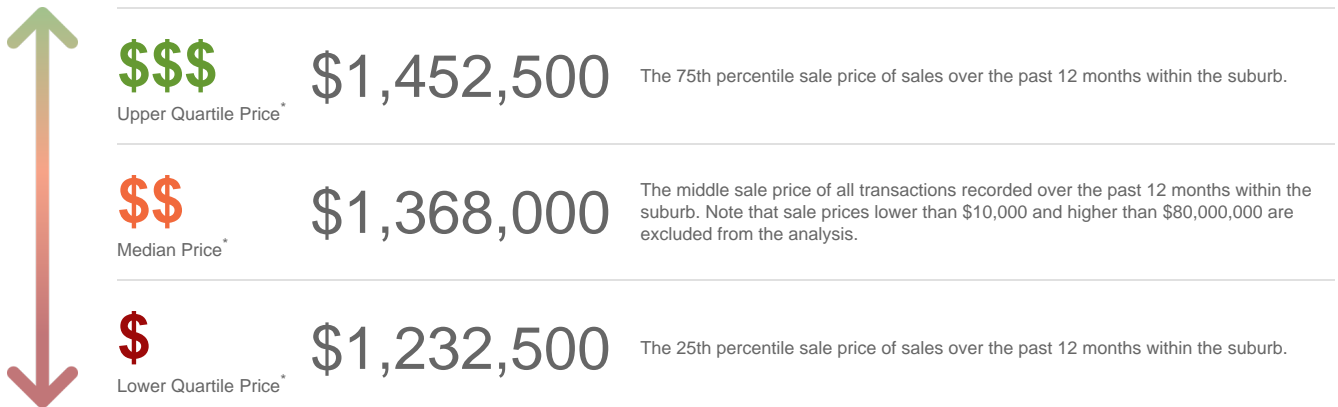 $$$
Upper Quartile Price*
$1,452,500
The 75th percentile sale price of sales over the past 12 months within the suburb.
$$
Median Price*
$1,368,000
The middle sale price of all transactions recorded over the past 12 months within the
suburb. Note that sale prices lower than $10,000 and higher than $80,000,000 are
excluded from the analysis.
$
Lower Quartile Price*
$1,232,500
The 25th percentile sale price of sales over the past 12 months within the suburb.